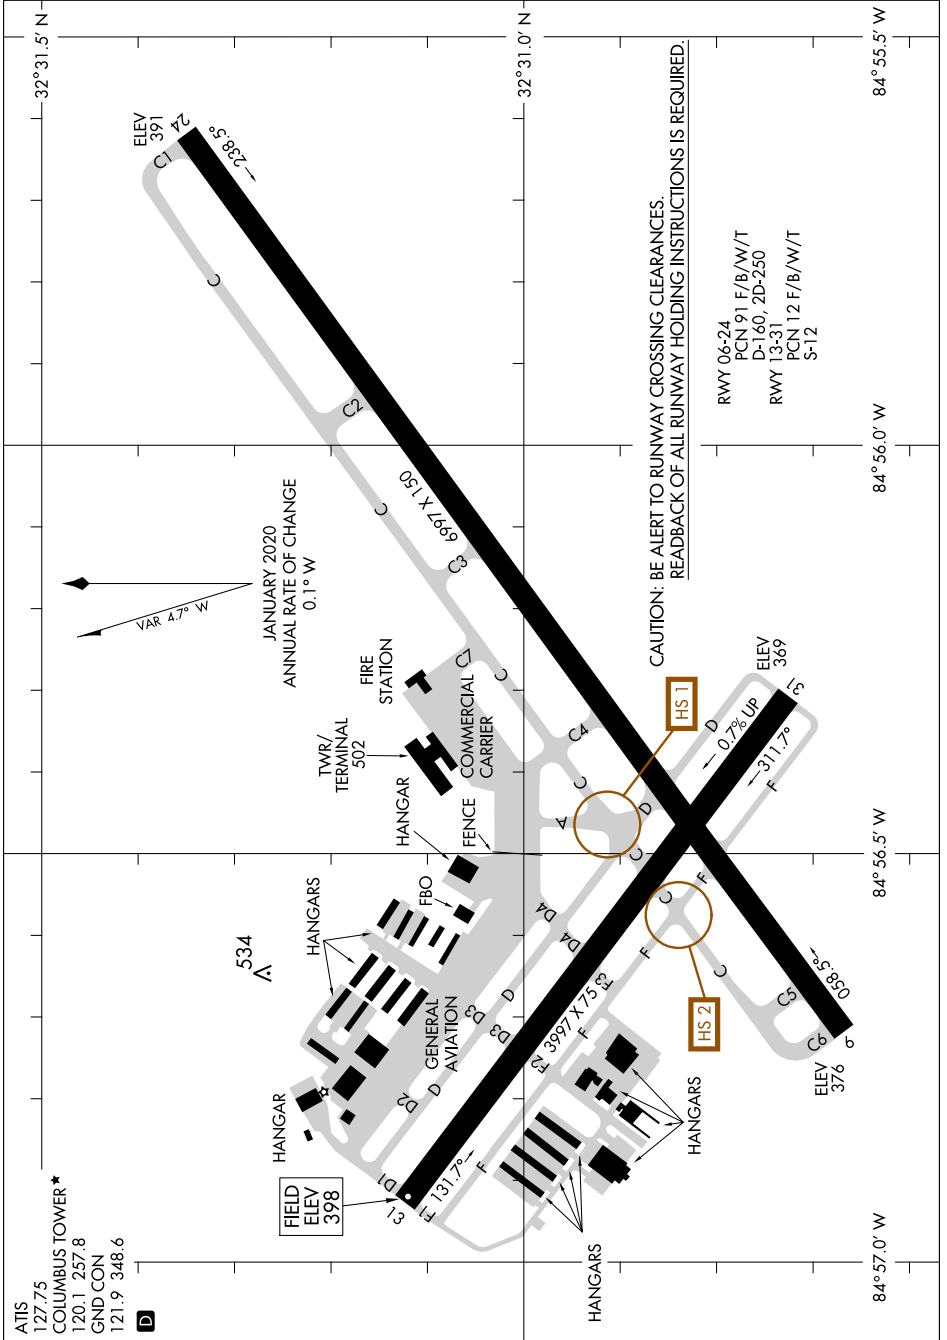 ATIS
127.75
COLUMBUS TOWER★
120.1 257.8
GND CON
121.9 348.6
D
32°31.5' N
32°31.0' N
84°55.5' W
84°56.0' W
84°56.5' W
84°57.0' W
JANUARY 2020
ANNUAL RATE OF CHANGE
0.1° W
VAR 4.7° W
ELEV
391
24
238.5°
C1
C
C2
C
6997 X 150
C3
C7
C
C4
C
FIRE
STATION
TWR/
TERMINAL
502
COMMERCIAL
CARRIER
HANGAR
FENCE
FBO
HANGARS
534
GENERAL
AVIATION
HANGAR
FIELD
ELEV
398
13
131.7°
D1
D2
D
D3
D3
D
D4
D4
A
D
C
HS 1
D
0.7% UP
311.7°
31
ELEV
369
F
F
C
HS 2
F
C
C5
C6
058.5°
6
ELEV
376
F1
F
F2
3997 X 75
F3
F
HANGARS
HANGARS
CAUTION: BE ALERT TO RUNWAY CROSSING CLEARANCES.
READBACK OF ALL RUNWAY HOLDING INSTRUCTIONS IS REQUIRED.
RWY 06-24
PCN 91 F/B/W/T
D-160, 2D-250
RWY 13-31
PCN 12 F/B/W/T
S-12